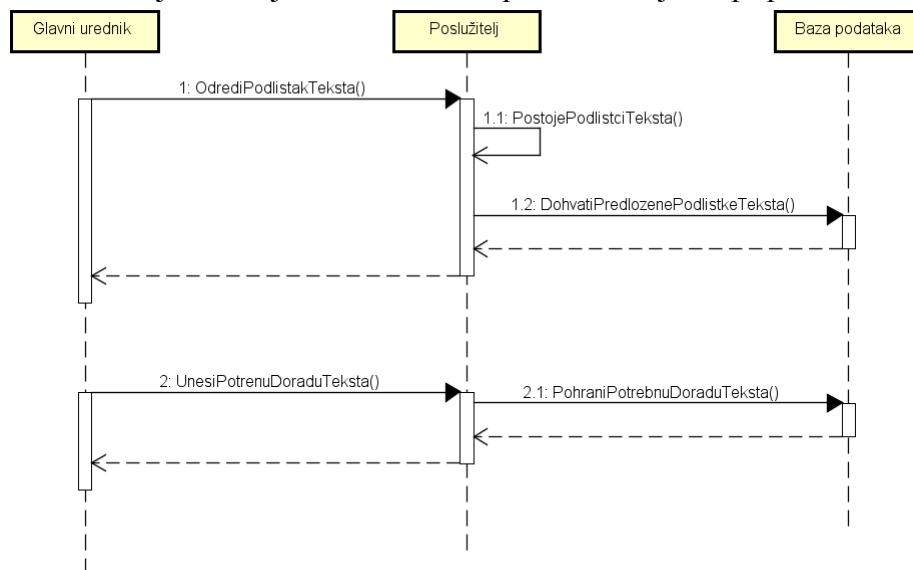 Glavni urednik
Poslužitelj
Baza podataka
1: OdrediPodlistakTeksta()
1.1: PostojePodlistciTeksta()
1.2: DohvatiPredlozenePodlistkeTeksta()
2: UnesiPotrenuDoraduTeksta()
2.1: PohraniPotrebnuDoraduTeksta()